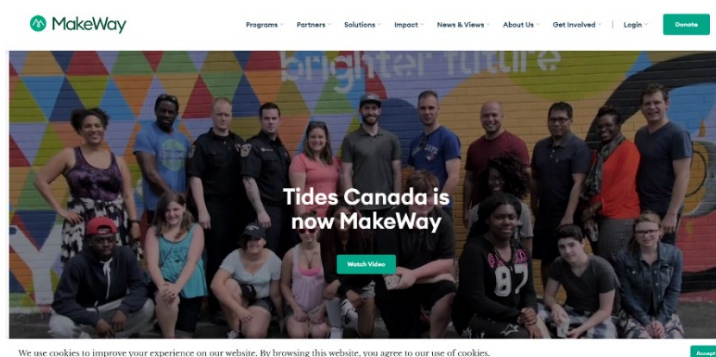 MakeWay
Programs Partners Solutions Impact News & Views About Us Get Involved | Login Donate
brighter future
87
Tides Canada is
now MakeWay
Watch Video
We use cookies to improve your experience on our website. By browsing this website, you agree to our use of cookies.
Accept